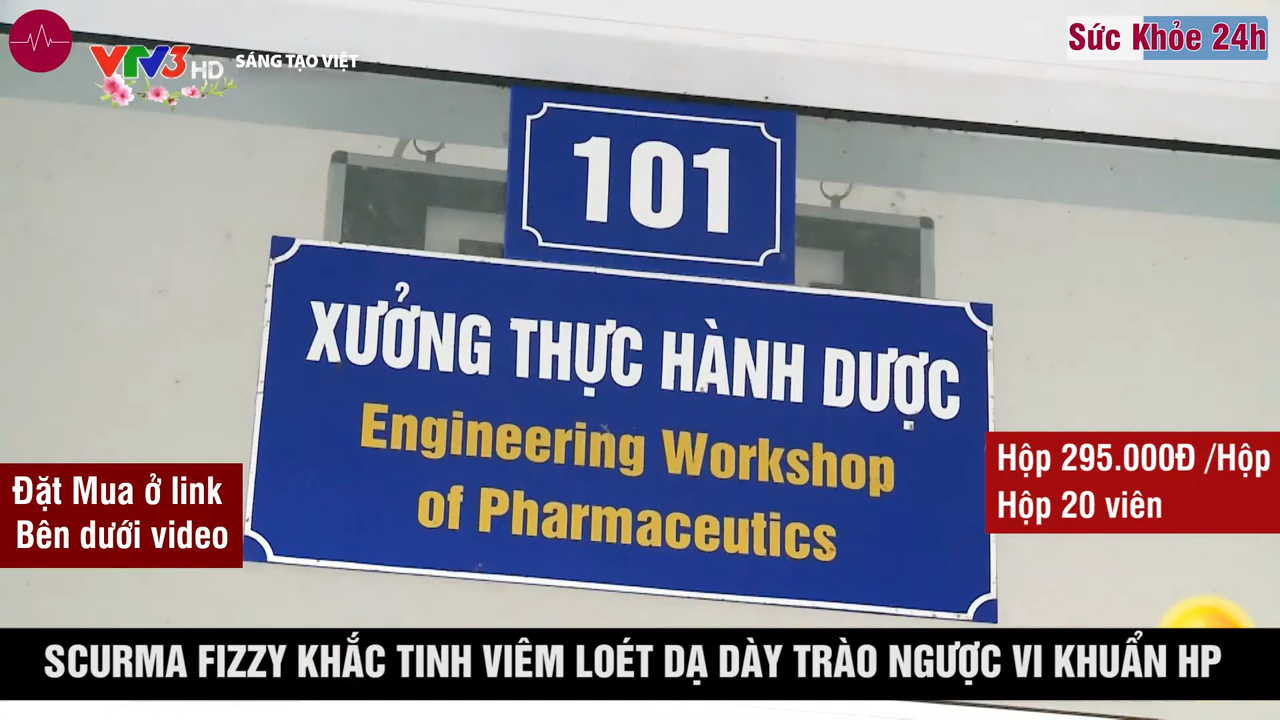 VTV3 HD
SÁNG TẠO VIỆT
Sức Khỏe 24h
101
XƯỞNG THỰC HÀNH DƯỢC
Engineering Workshop
of Pharmaceutics
Đặt Mua ở link
Bên dưới video
Hộp 295.000Đ /Hộp
Hộp 20 viên
SCURMA FIZZY KHẮC TINH VIÊM LOÉT DẠ DÀY TRÀO NGƯỢC VI KHUẨN HP